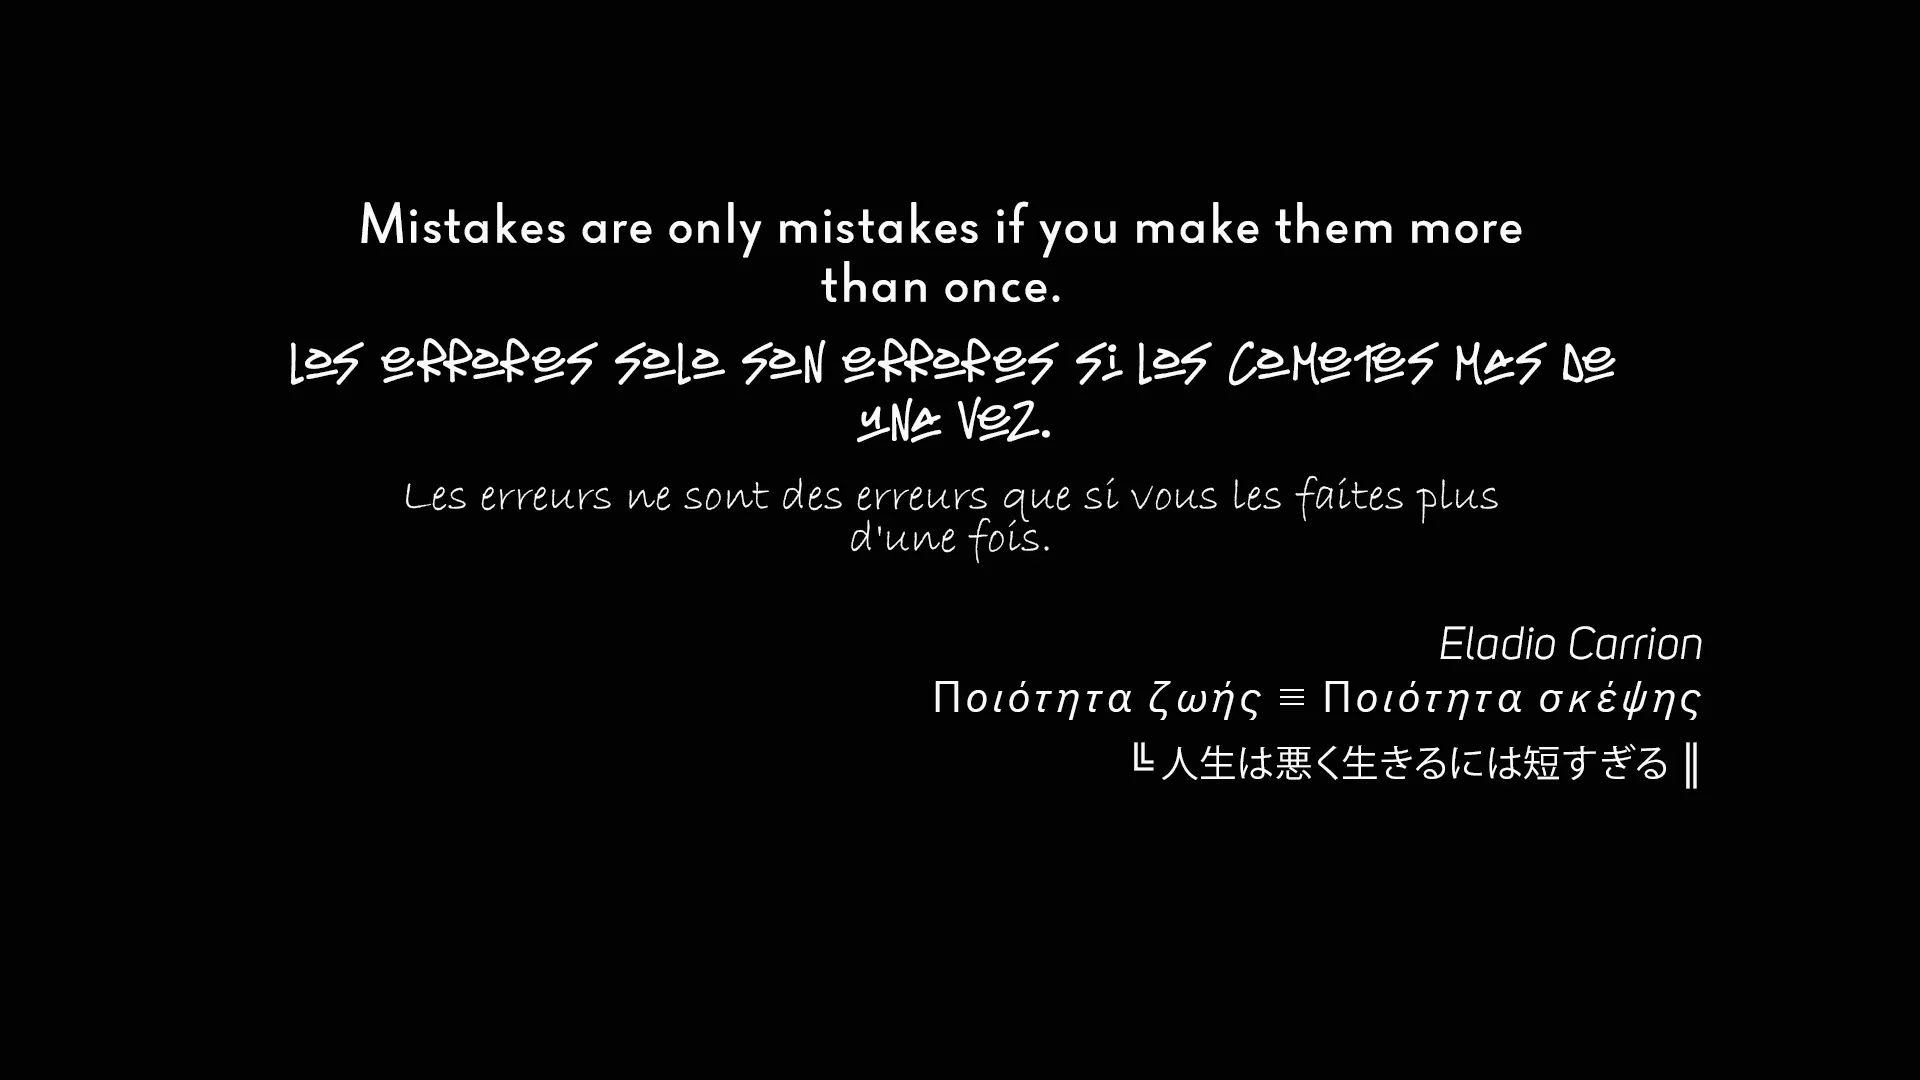 Mistakes are only mistakes if you make them more
than once.
Los errores solo son errores si los cometes mas de
una vez.
Les erreurs ne sont des erreurs que si vous les faites plus
d'une fois.
Eladio Carrion
Ποιότητα ζωής ≡ Ποιότητα σκέψης
╚ 人生は悪く生きるには短すぎる ║